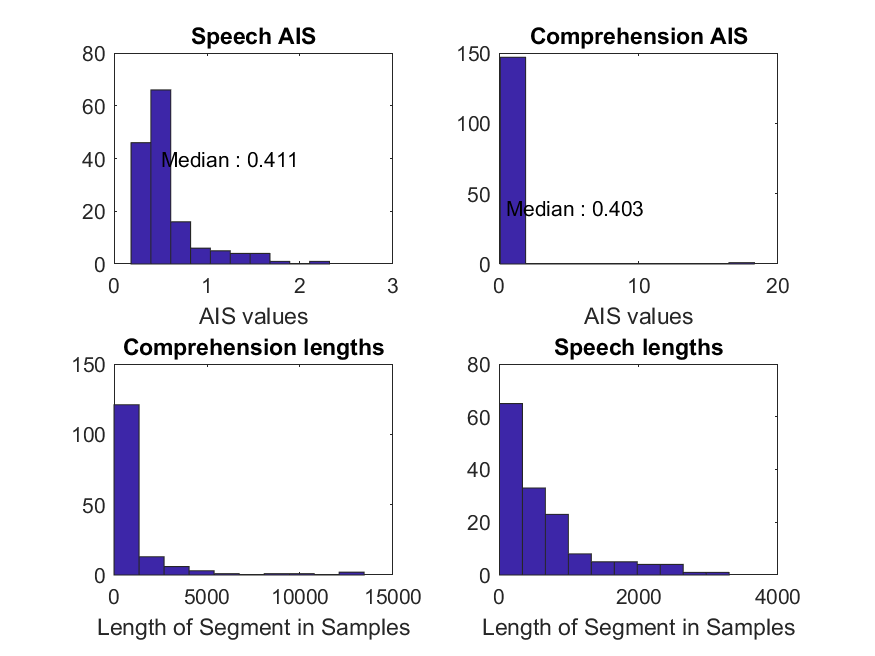 Speech AIS
80
60
40
20
0
Median : 0.411
0 1 2 3
AIS values
Comprehension AIS
150
100
50
0
Median : 0.403
0 10 20
AIS values
Comprehension lengths
150
100
50
0
0 5000 10000 15000
Length of Segment in Samples
Speech lengths
80
60
40
20
0
0 2000 4000
Length of Segment in Samples